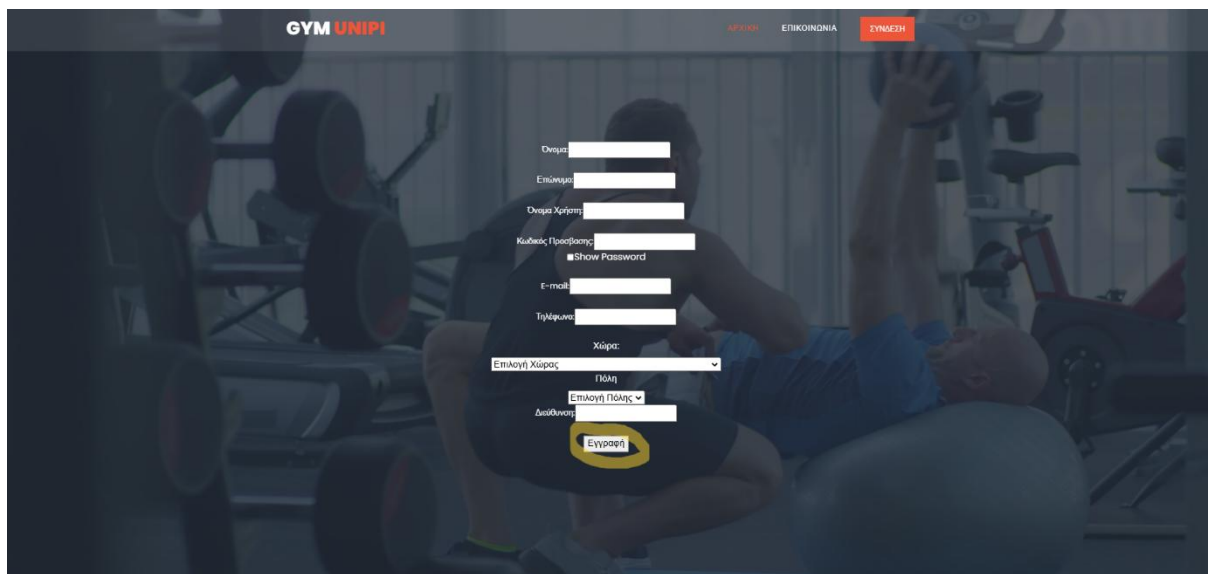 GYM UNIPI
ΑΡΧΙΚΗ ΕΠΙΚΟΙΝΩΝΙΑ ΣΥΝΔΕΣΗ
Όνομα:
Επώνυμο:
Όνομα Χρήστη:
Κωδικός Προσβασης:
Show Password
E-mail:
Τηλέφωνο:
Χώρα:
Επιλογή Χώρας
Πόλη
Επιλογή Πόλης
Διεύθυνση:
Εγγραφή